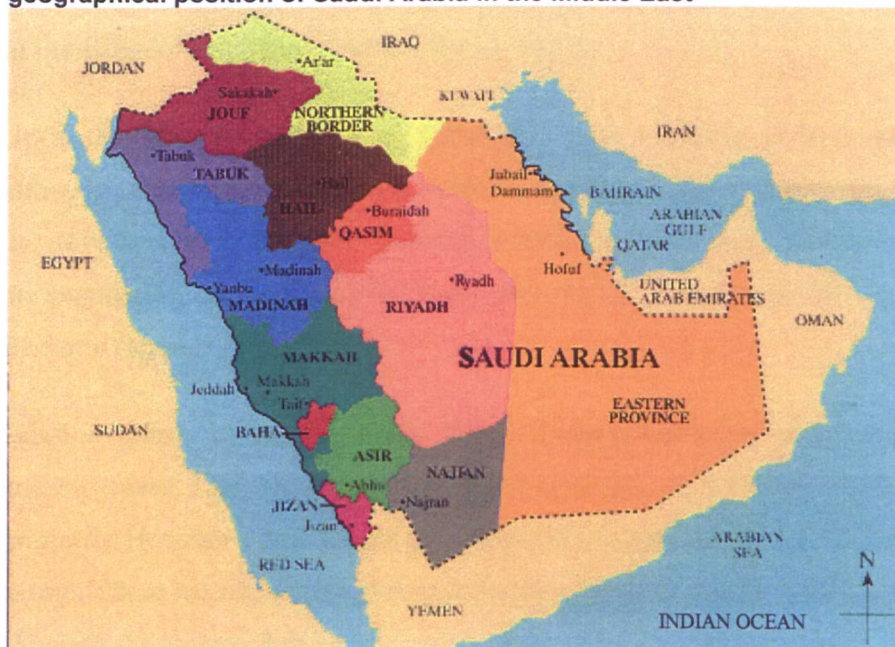 geographical position of Saudi Arabia in the Middle East
IRAQ
JORDAN
Ar'ar
Sakakah
JOUF
KUWAIT
NORTHERN
BORDER
IRAN
Tabuk
TABUK
Jubail
Dammam
Hail
HAIL
BAHRAIN
Buraidah
ARABIAN
GULF
QASIM
QATAR
EGYPT
Madinah
Hofuf
Ryadh
UNITED
ARAB EMIRATES
Yanbu
MADINAH
RIYADH
OMAN
MAKKAH
SAUDI ARABIA
Jeddah
Makkah
Taif
EASTERN
PROVINCE
SUDAN
BAHA
ASIR
NAJRAN
Abha
JIZAN
Najran
Jizan
ARABIAN
SEA
RED SEA
N
YEMEN
INDIAN OCEAN